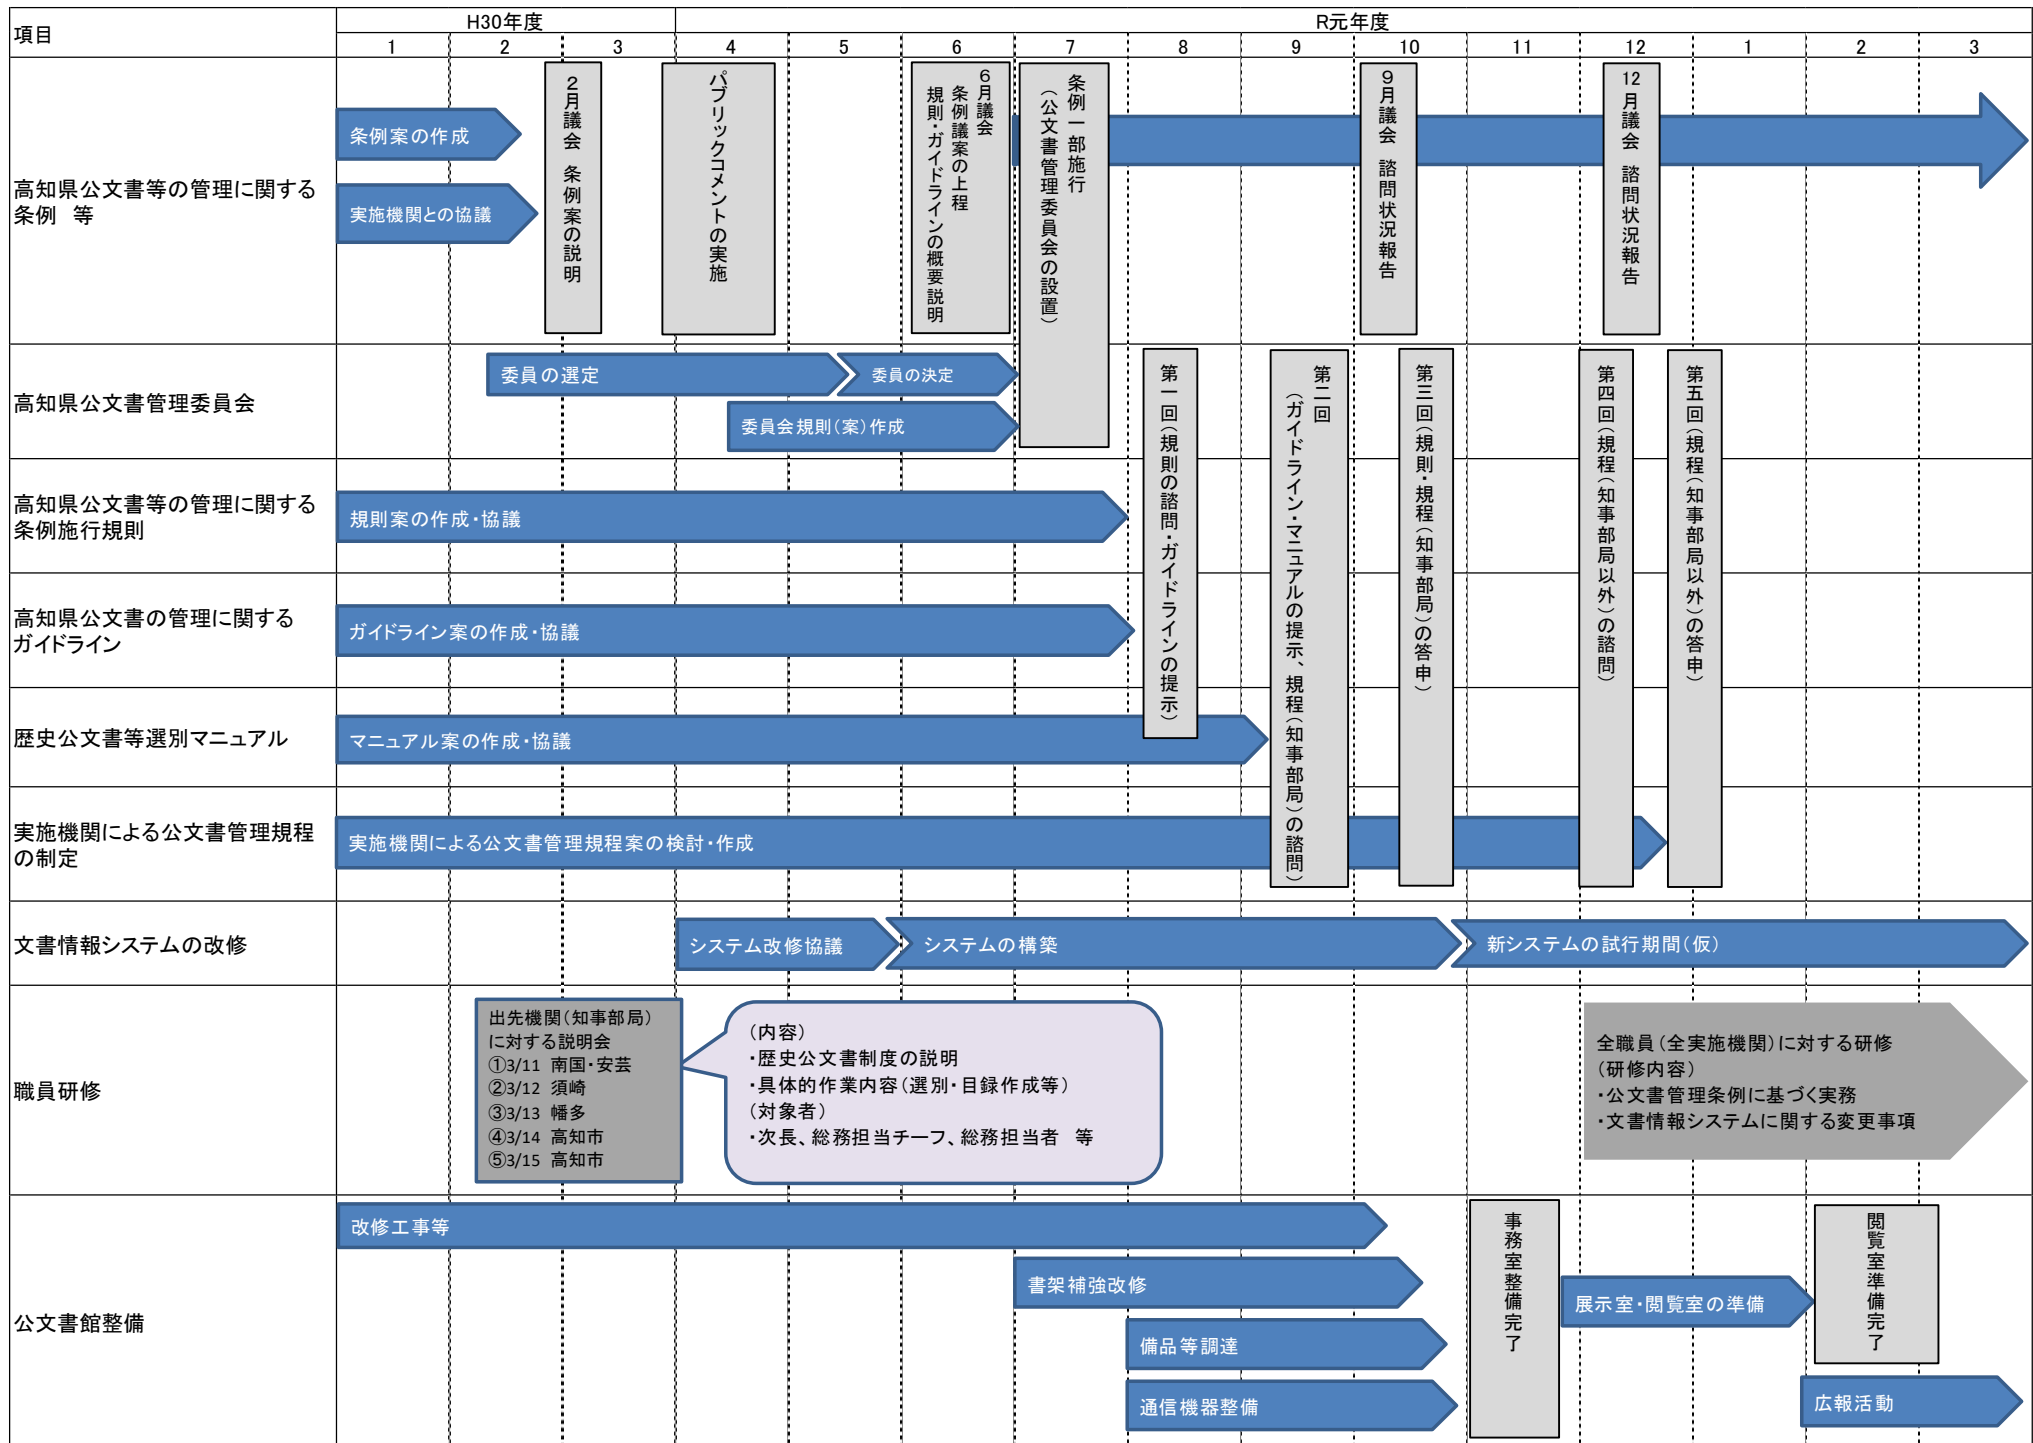 項目
H30年度
R元年度
1
2
3
4
5
6
7
8
9
10
11
12
1
2
3
高知県公文書等の管理に関する
条例　等
条例案の作成
実施機関との協議
２月議会　条例案の説明
パブリックコメントの実施
６月議会
条例議案の上程
規則・ガイドラインの概要説明
条例一部施行
（公文書管理委員会の設置）
９月議会　諮問状況報告
12月議会　諮問状況報告
高知県公文書管理委員会
委員の選定
委員の決定
委員会規則（案）作成
第一回（規則の諮問・ガイドラインの提示）
第二回
（ガイドライン・マニュアルの提示、規程（知事部局）の諮問）
第三回（規則・規程（知事部局）の答申）
第四回（規程（知事部局以外）の諮問）
第五回（規程（知事部局以外）の答申）
高知県公文書等の管理に関する
条例施行規則
規則案の作成・協議
高知県公文書の管理に関する
ガイドライン
ガイドライン案の作成・協議
歴史公文書等選別マニュアル
マニュアル案の作成・協議
実施機関による公文書管理規程
の制定
実施機関による公文書管理規程案の検討・作成
文書情報システムの改修
システム改修協議
システムの構築
新システムの試行期間（仮）
職員研修
出先機関（知事部局）
に対する説明会
①3/11 南国・安芸
②3/12 須崎
③3/13 幡多
④3/14 高知市
⑤3/15 高知市
（内容）
・歴史公文書制度の説明
・具体的作業内容（選別・目録作成等）
（対象者）
・次長、総務担当チーフ、総務担当者　等
全職員（全実施機関）に対する研修
（研修内容）
・公文書管理条例に基づく実務
・文書情報システムに関する変更事項
公文書館整備
改修工事等
書架補強改修
備品等調達
通信機器整備
事務室整備完了
展示室・閲覧室の準備
閲覧室準備完了
広報活動